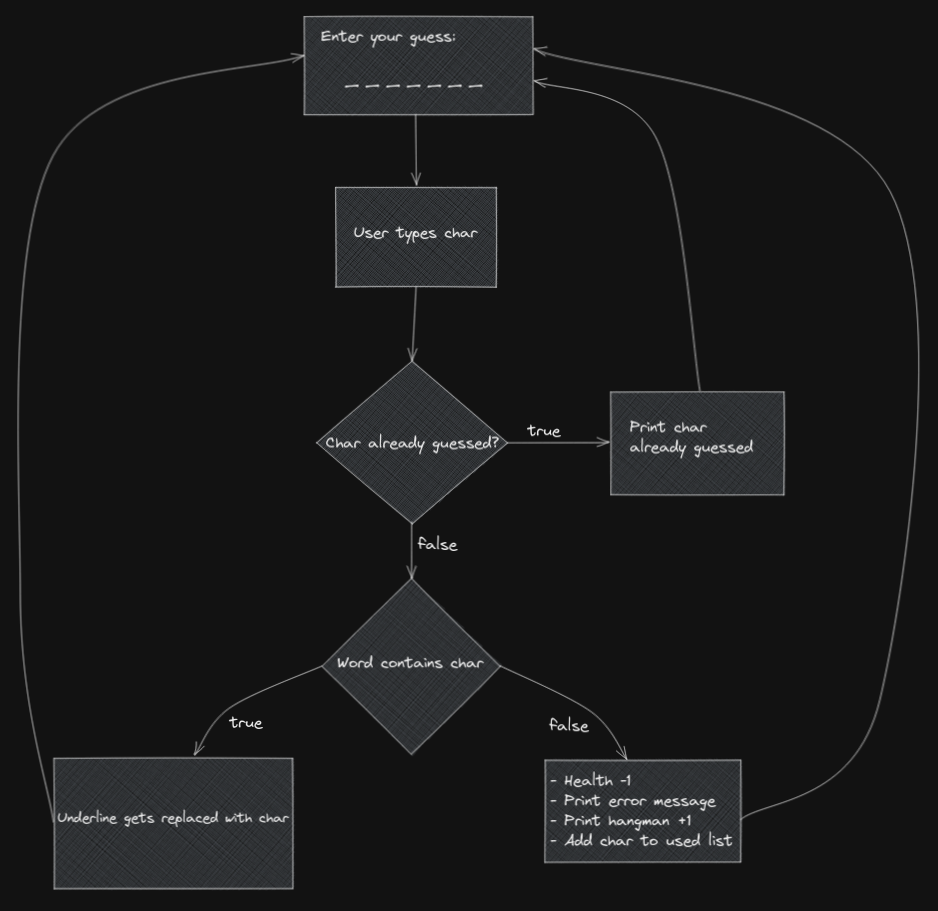 Enter your guess:
_ _ _ _ _ _ _
User types char
Char already guessed?
true
Print char
already guessed
false
Word contains char
true
false
Underline gets replaced with char
- Health -1
- Print error message
- Print hangman +1
- Add char to used list